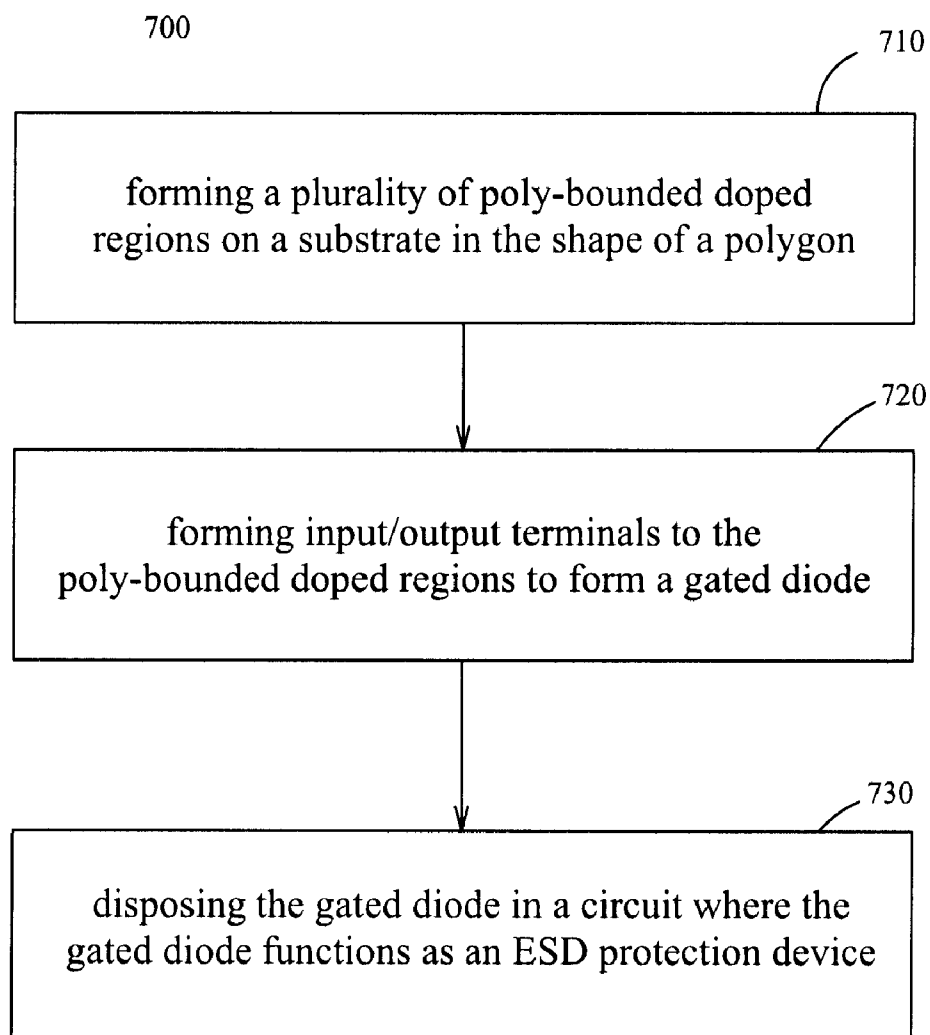 700
710
forming a plurality of poly-bounded doped
regions on a substrate in the shape of a polygon
720
forming input/output terminals to the
poly-bounded doped regions to form a gated diode
730
disposing the gated diode in a circuit where the
gated diode functions as an ESD protection device